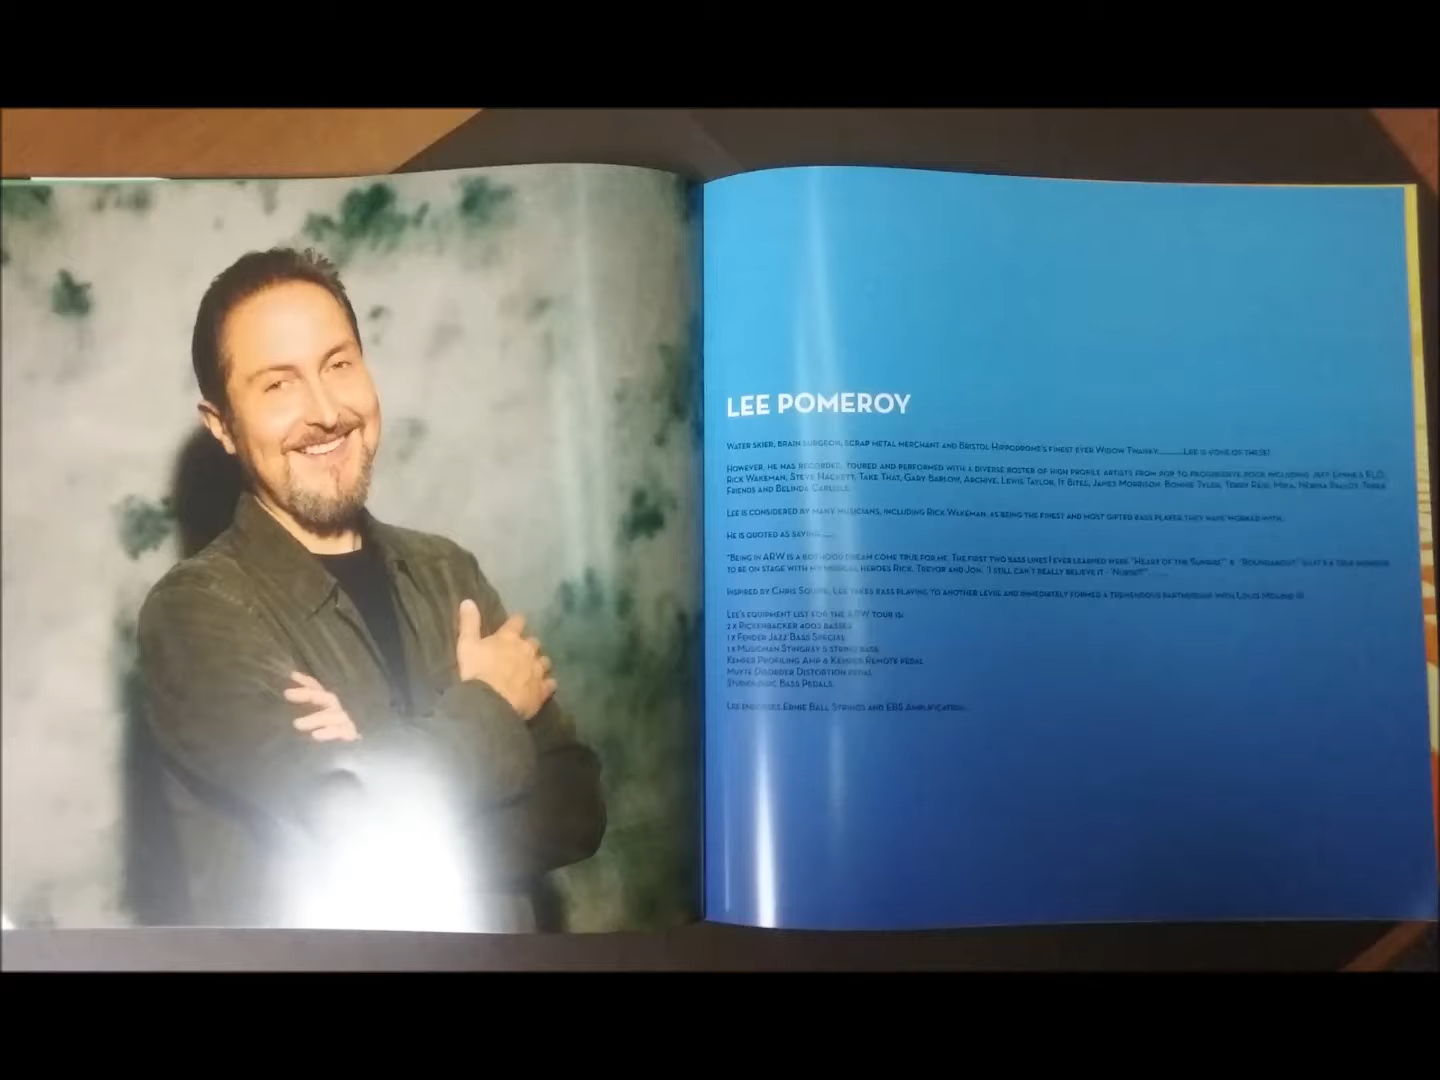 LEE POMEROY
WATER SKIER, BRAIN SURGEON, SCRAP METAL MERCHANT AND BRISTOL HIPPODROME'S FINEST EVER WIDOW TWANKY..........LEE IS NONE OF THESE!
HOWEVER, HE HAS RECORDED, TOURED AND PERFORMED WITH A DIVERSE ROSTER OF HIGH PROFILE ARTISTS FROM POP TO PROGRESSIVE ROCK INCLUDING JEFF LYNNE'S ELO,
RICK WAKEMAN, STEVE HACKETT, TAKE THAT, GARY BARLOW, ARCHIVE, LEWIS TAYLOR, IT BITES, JAMES MORRISON, BONNIE TYLER, TERRY REID, MIKA, NERINA PALLOT, THREE
FRIENDS AND BELINDA CARLISLE.
LEE IS CONSIDERED BY MANY MUSICIANS, INCLUDING RICK WAKEMAN, AS BEING THE FINEST AND MOST GIFTED BASS PLAYER THEY HAVE WORKED WITH.
HE IS QUOTED AS SAYING......
"BEING IN ARW IS A BOYHOOD DREAM COME TRUE FOR ME. THE FIRST TWO BASS LINES I EVER LEARNED WERE "HEART OF THE SUNRISE" & "ROUNDABOUT"
TO BE ON STAGE WITH MY MUSICAL HEROES RICK, TREVOR AND JON. "I STILL CAN'T REALLY BELIEVE IT - "NURSE!!!"
INSPIRED BY CHRIS SQUIRE, LEE TAKES BASS PLAYING TO ANOTHER LEVEL AND IMMEDIATELY FORMED A TREMENDOUS PARTNERSHIP WITH LOUIS MOLINO III
LEE'S EQUIPMENT LIST FOR THE ARW TOUR IS:
2 X RICKENBACKER 4003 BASSES
1 X FENDER JAZZ BASS SPECIAL
1 X MUSICMAN STINGRAY 5 STRING BASS
KEMPER PROFILING AMP & KEMPER REMOTE PEDAL
DISORDER DISTORTION PEDAL
STUDIOLOGIC BASS PEDALS.
LEE ENDORSES ERNIE BALL STRINGS AND EBS AMPLIFICATION.